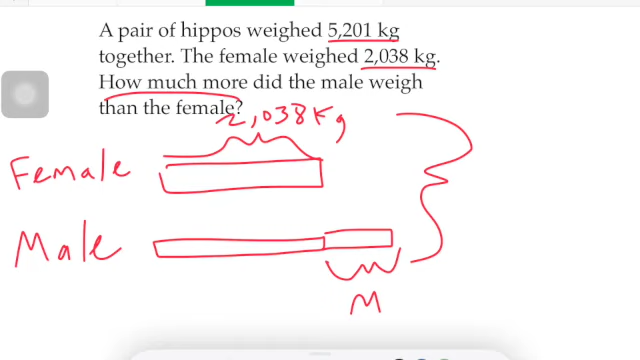 A pair of hippos weighed 5,201 kg
together. The female weighed 2,038 kg.
How much more did the male weigh
than the female?
2,038 Kg
Female
Male
M